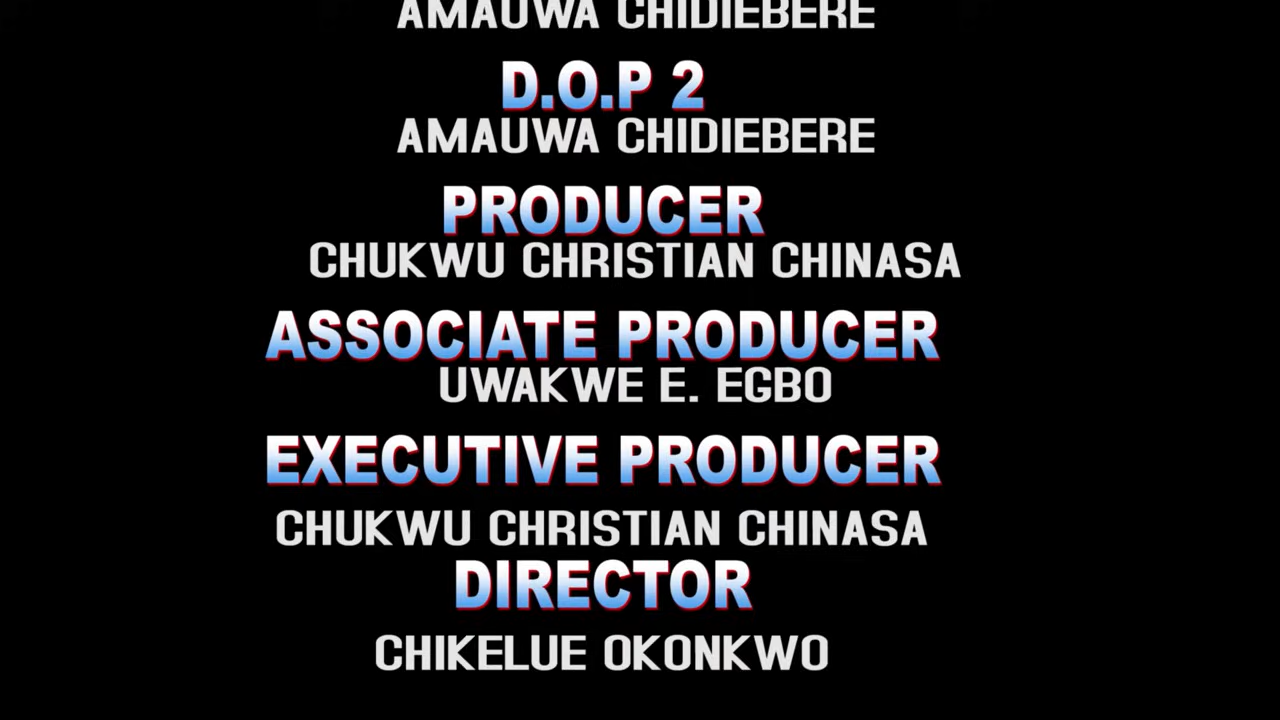 AMAUWA CHIDIEBERE
D.O.P 2
AMAUWA CHIDIEBERE
PRODUCER
CHUKWU CHRISTIAN CHINASA
ASSOCIATE PRODUCER
UWAKWE E. EGBO
EXECUTIVE PRODUCER
CHUKWU CHRISTIAN CHINASA
DIRECTOR
CHIKELUE OKONKWO